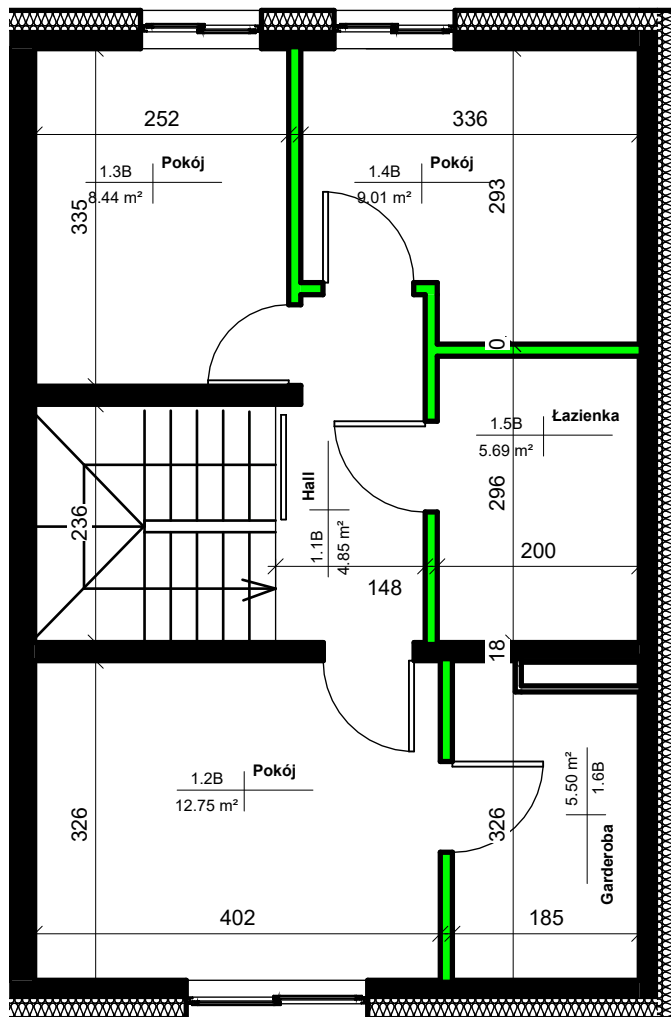 252
336
1.3B Pokój
8.44 m²
1.4B Pokój
9.01 m²
335
293
0
1.5B Łazienka
5.69 m²
296
236
Hall
1.1B
4.85 m²
148
200
18
1.2B Pokój
12.75 m²
326
326
5.50 m²
1.6B
Garderoba
402
185